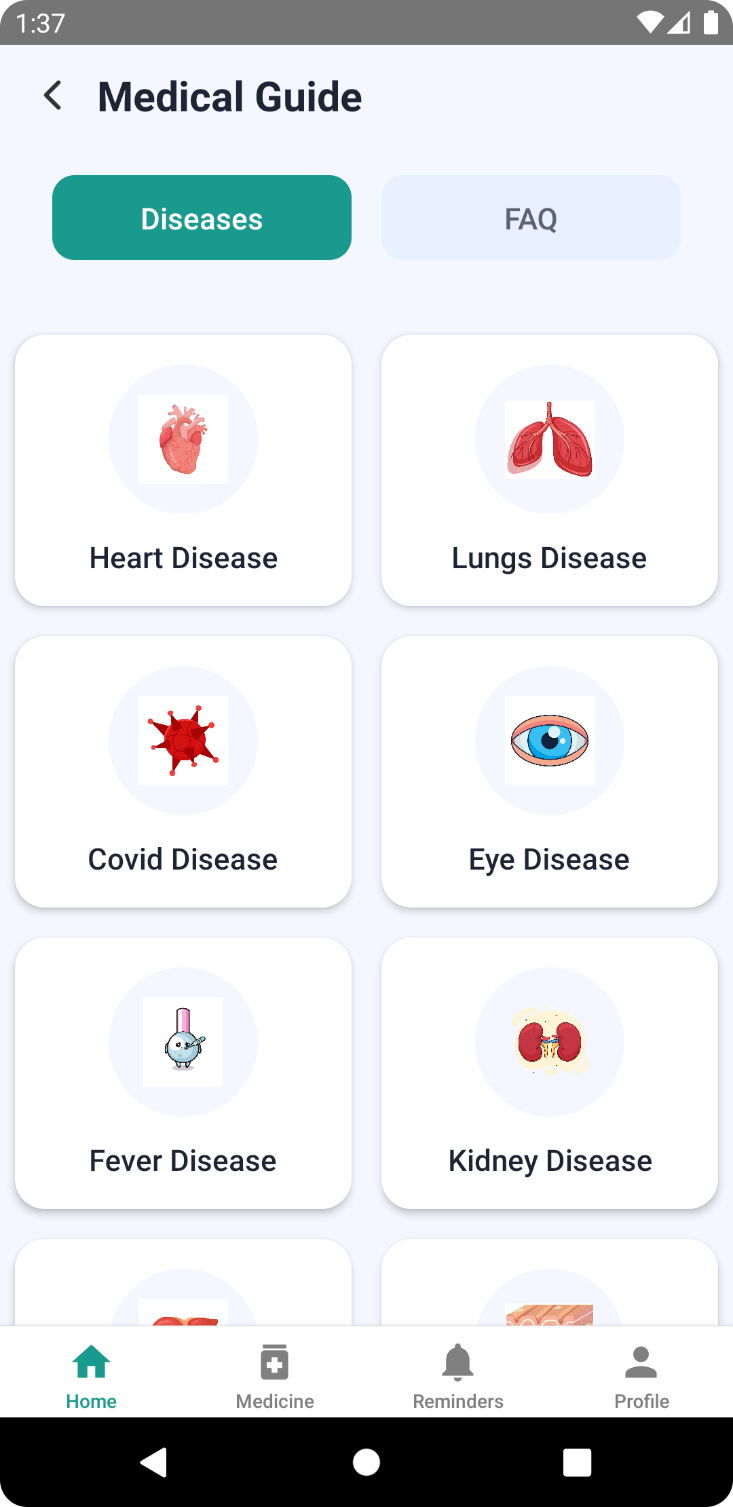 1:37
Medical Guide
Diseases
FAQ
Heart Disease
Lungs Disease
Covid Disease
Eye Disease
Fever Disease
Kidney Disease
Home
Medicine
Reminders
Profile